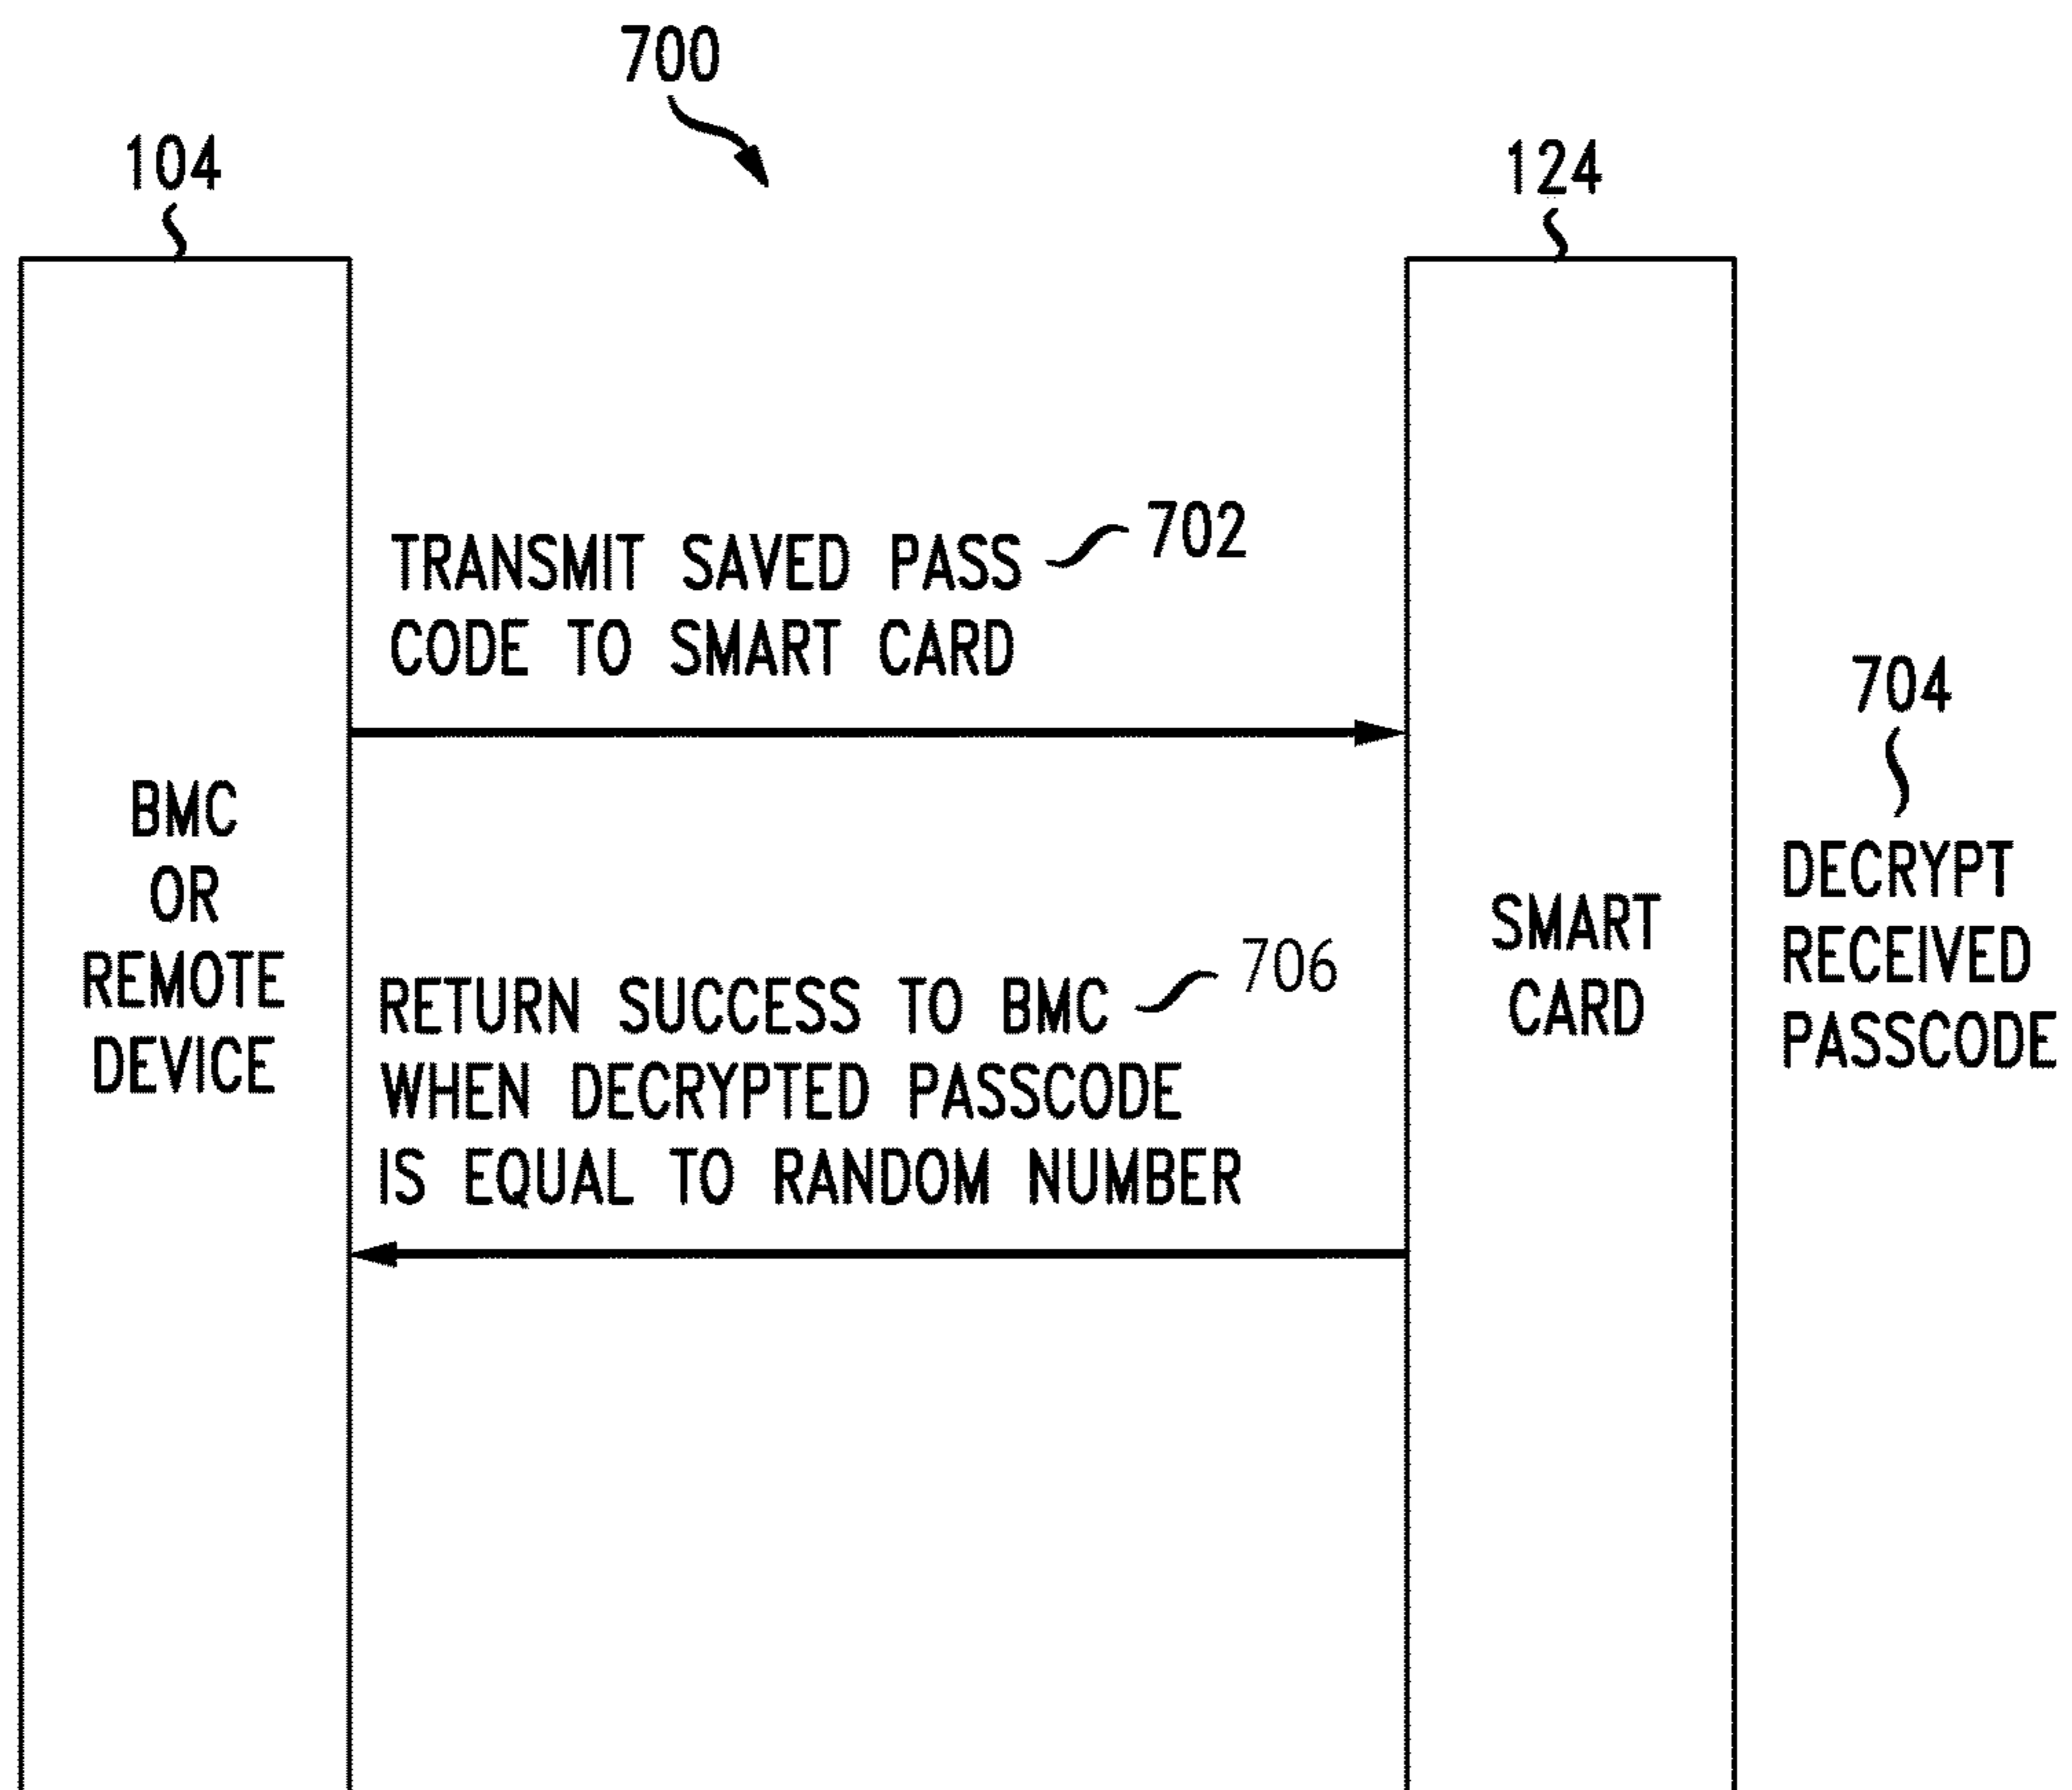 700
104
124
TRANSMIT SAVED PASS
CODE TO SMART CARD
702
704
BMC
OR
REMOTE
DEVICE
RETURN SUCCESS TO BMC
WHEN DECRYPTED PASSCODE
IS EQUAL TO RANDOM NUMBER
706
SMART
CARD
DECRYPT
RECEIVED
PASSCODE